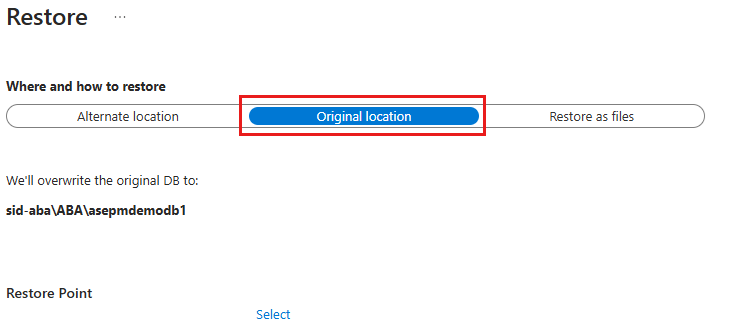 Restore ...
Where and how to restore
Alternate location Original location Restore as files
We'll overwrite the original DB to:
sid-aba\ABA\asepmdemodb1
Restore Point
Select